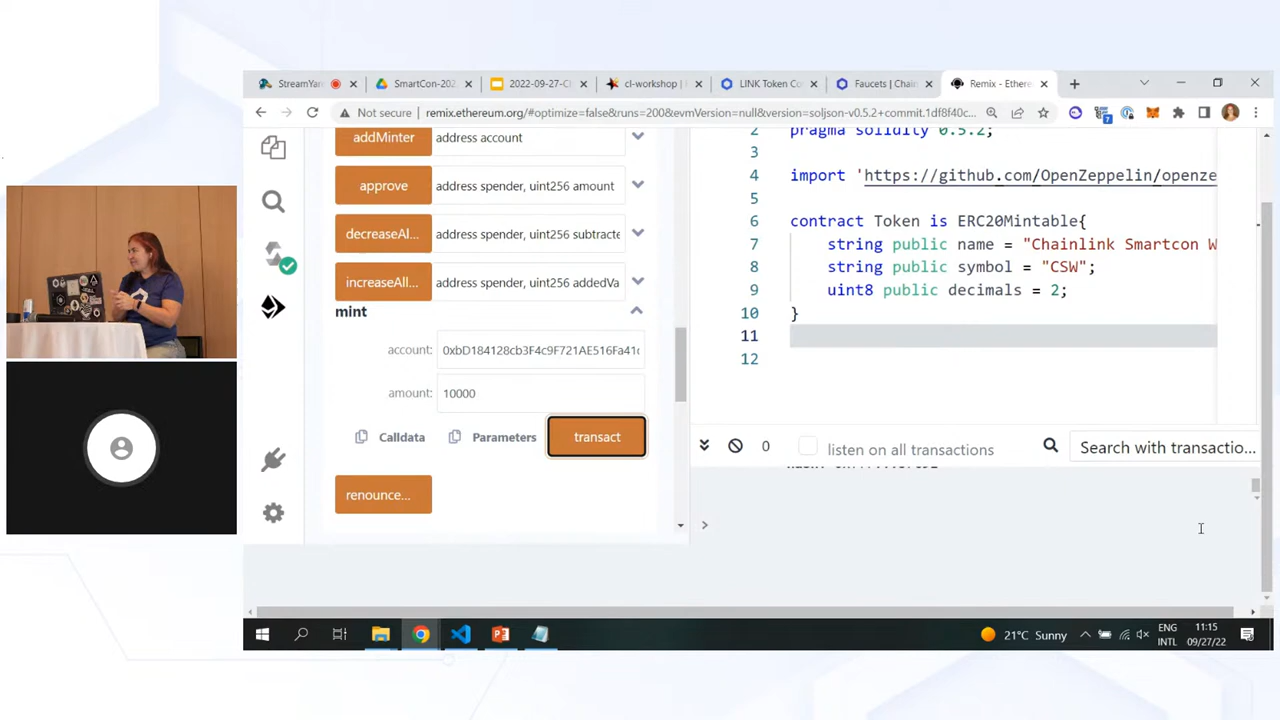 StreamYar
SmartCon-202
2022-09-27-C
cl-workshop |
LINK Token Co
Faucets | Chain
Remix - Ethere
Not secure
remix.ethereum.org/#optimize=false&runs=200&evmVersion=null&version=soljson-v0.5.2+commit.1df8f40c...
7
addMinter
address account
approve
address spender, uint256 amount
decreaseAl...
address spender, uint256 subtracte
increaseAll...
address spender, uint256 addedVa
mint
account:
0xbD184128cb3F4c9F721AE516Fa41c
amount:
10000
Calldata
Parameters
transact
renounce...
2 pragma solidity 0.5.2;
3
4 import 'https://github.com/OpenZeppelin/openze
5
6 contract Token is ERC20Mintable{
7 string public name = "Chainlink Smartcon W
8 string public symbol = "CSW";
9 uint8 public decimals = 2;
10 }
11
12
0
listen on all transactions
Search with transactio...
>
21°C Sunny
ENG
INTL
11:15
09/27/22